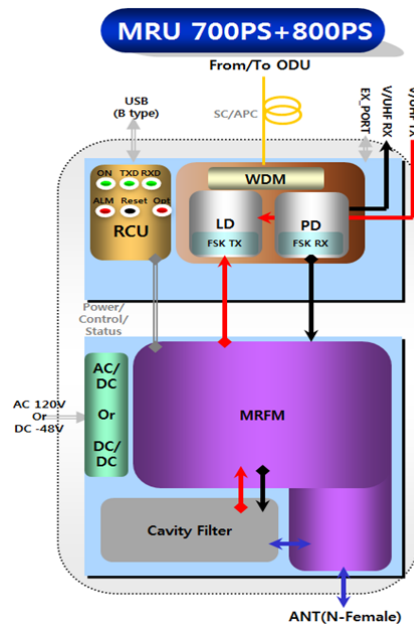 MRU 700PS+800PS
From/To ODU
USB
(B type)
SC/APC
EX_PORT
V/UHF RX
V/UHF TX
ON TXD RXD
ALM Reset Opt
RCU
WDM
LD
FSK TX
PD
FSK RX
Power/
Control/
Status
AC/
DC
Or
DC/
DC
AC 120V
Or
DC -48V
MRFM
Cavity Filter
ANT(N-Female)